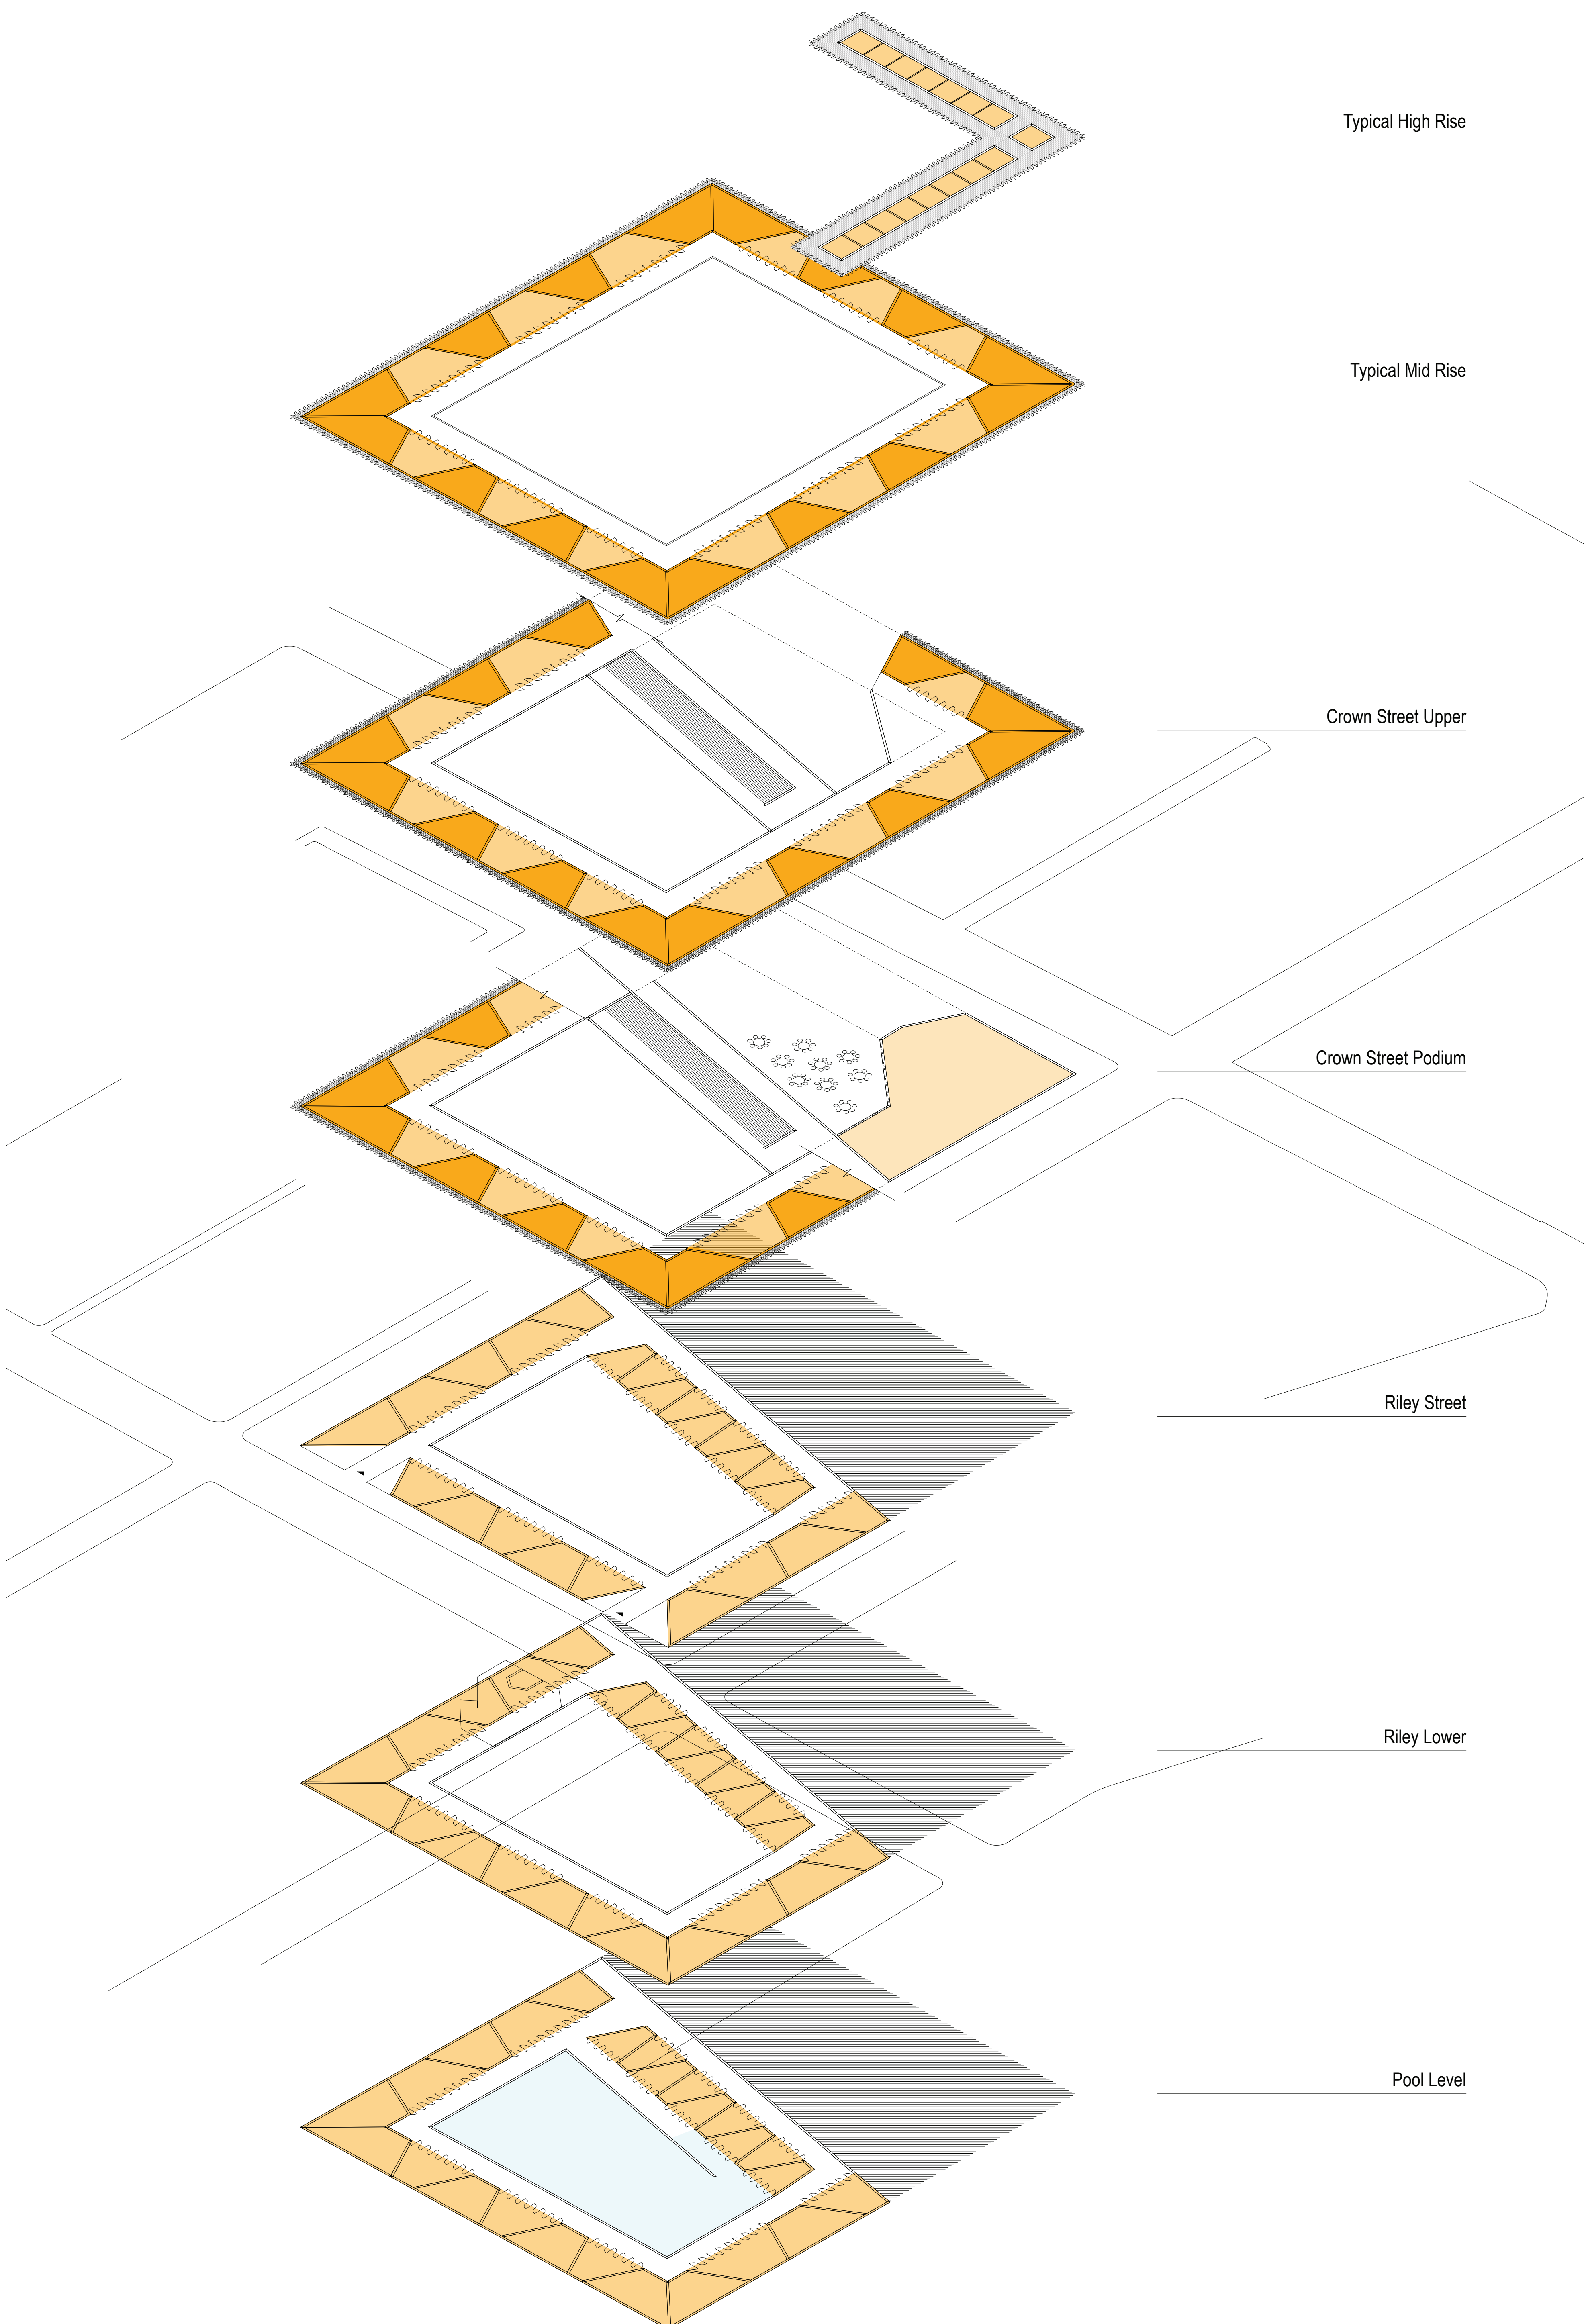 Typical High Rise
Typical Mid Rise
Crown Street Upper
Crown Street Podium
Riley Street
Riley Lower
Pool Level